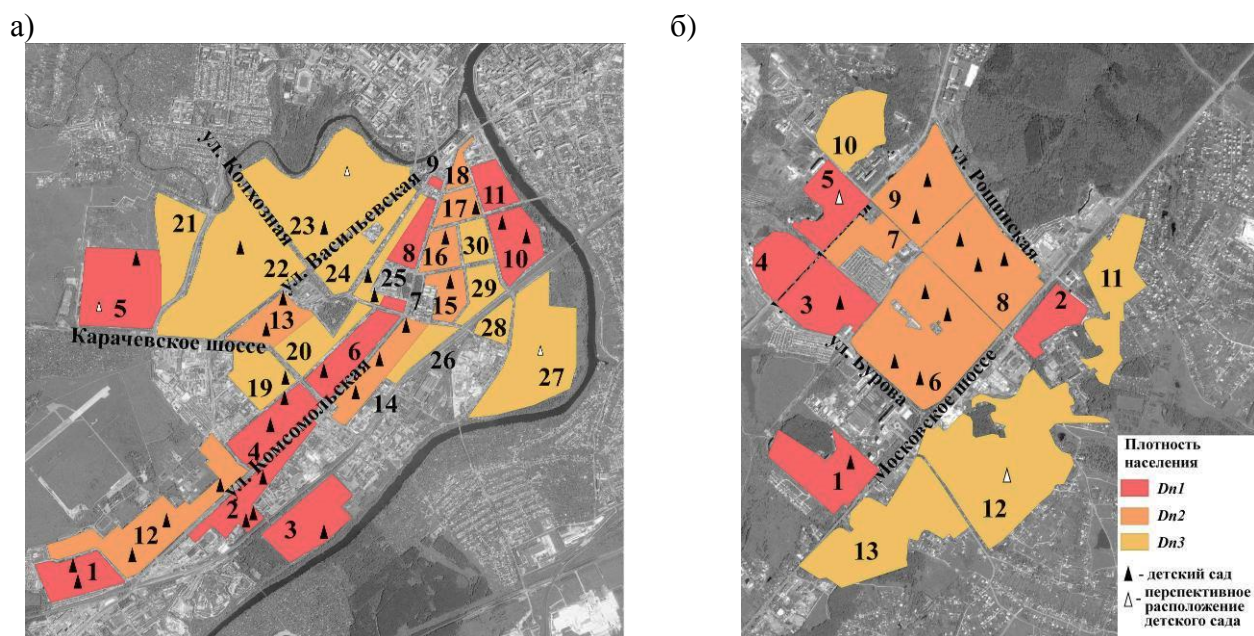 а)
б)
ул. Колхозная
ул. Васильевская
9
18
11
17
21
23
30
8
16
10
24
25
22
5
7
15
29
13
28
Карачевское шоссе
20
6
26
27
19
14
ул. Комсомольская
4
2
3
12
1
10
ул. Рощинская
5
9
7
4
11
3
8
2
ул. Бурова
6
Московское шоссе
1
12
13
Плотность
населения
Dn1
Dn2
Dn3
- детский сад
- перспективное
расположение
детского сада